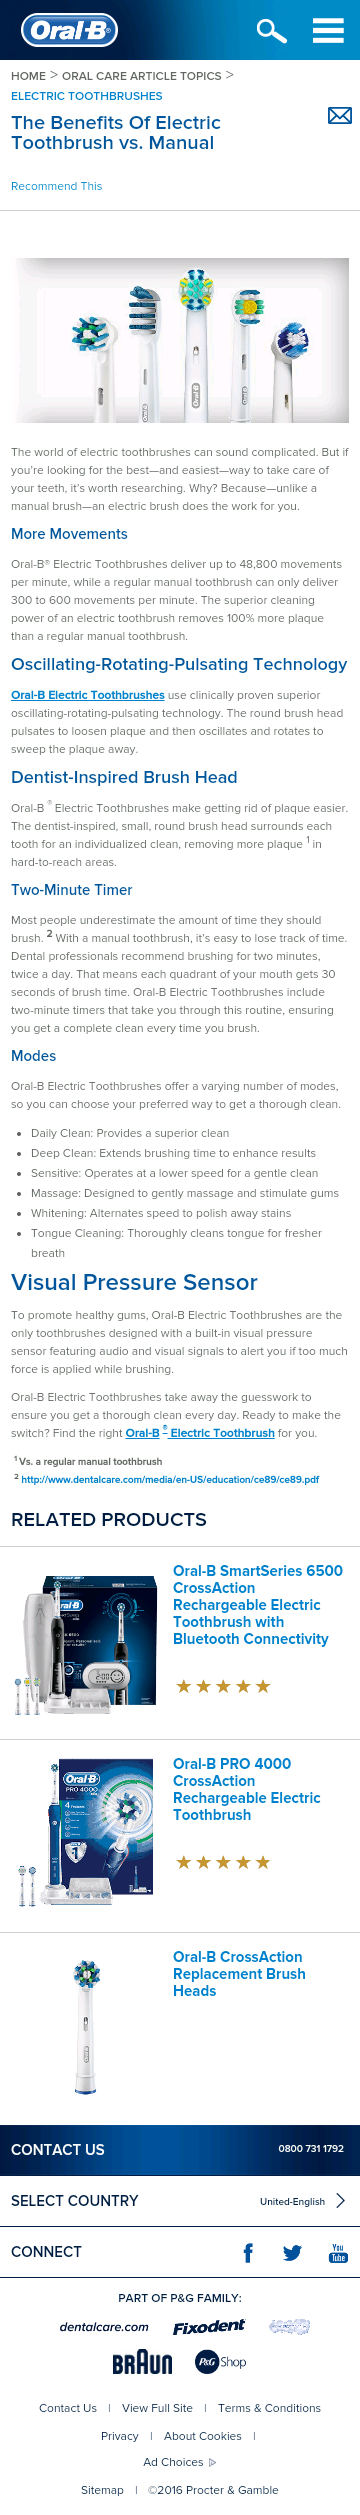 Oral-B®
HOME > ORAL CARE ARTICLE TOPICS >
ELECTRIC TOOTHBRUSHES
The Benefits Of Electric
Toothbrush vs. Manual
Recommend This
The world of electric toothbrushes can sound complicated. But if
you're looking for the best—and easiest—way to take care of
your teeth, it's worth researching. Why? Because—unlike a
manual brush—an electric brush does the work for you.
More Movements
Oral-B® Electric Toothbrushes deliver up to 48,800 movements
per minute, while a regular manual toothbrush can only deliver
300 to 600 movements per minute. The superior cleaning
power of an electric toothbrush removes 100% more plaque
than a regular manual toothbrush.
Oscillating-Rotating-Pulsating Technology
Oral-B Electric Toothbrushes use clinically proven superior
oscillating-rotating-pulsating technology. The round brush head
pulsates to loosen plaque and then oscillates and rotates to
sweep the plaque away.
Dentist-Inspired Brush Head
Oral-B ® Electric Toothbrushes make getting rid of plaque easier.
The dentist-inspired, small, round brush head surrounds each
tooth for an individualized clean, removing more plaque 1 in
hard-to-reach areas.
Two-Minute Timer
Most people underestimate the amount of time they should
brush. 2 With a manual toothbrush, it's easy to lose track of time.
Dental professionals recommend brushing for two minutes,
twice a day. That means each quadrant of your mouth gets 30
seconds of brush time. Oral-B Electric Toothbrushes include
two-minute timers that take you through this routine, ensuring
you get a complete clean every time you brush.
Modes
Oral-B Electric Toothbrushes offer a varying number of modes,
so you can choose your preferred way to get a thorough clean.
• Daily Clean: Provides a superior clean
• Deep Clean: Extends brushing time to enhance results
• Sensitive: Operates at a lower speed for a gentle clean
• Massage: Designed to gently massage and stimulate gums
• Whitening: Alternates speed to polish away stains
• Tongue Cleaning: Thoroughly cleans tongue for fresher
breath
Visual Pressure Sensor
To promote healthy gums, Oral-B Electric Toothbrushes are the
only toothbrushes designed with a built-in visual pressure
sensor featuring audio and visual signals to alert you if too much
force is applied while brushing.
Oral-B Electric Toothbrushes take away the guesswork to
ensure you get a thorough clean every day. Ready to make the
switch? Find the right Oral-B ® Electric Toothbrush for you.
1 Vs. a regular manual toothbrush
2 http://www.dentalcare.com/media/en-US/education/ce89/ce89.pdf
RELATED PRODUCTS
Oral-B SmartSeries 6500
CrossAction
Rechargeable Electric
Toothbrush with
Bluetooth Connectivity
Oral-B
Oral-B PRO 4000
CrossAction
Rechargeable Electric
Toothbrush
Oral-B
PRO 4000
Oral-B CrossAction
Replacement Brush
Heads
CONTACT US 0800 731 1792
SELECT COUNTRY United-English
CONNECT
You
Tube
PART OF P&G FAMILY:
dentalcare.com Fixodent
BRAUN P&G Shop
Contact Us | View Full Site | Terms & Conditions
Privacy | About Cookies |
Ad Choices
Sitemap | ©2016 Procter & Gamble